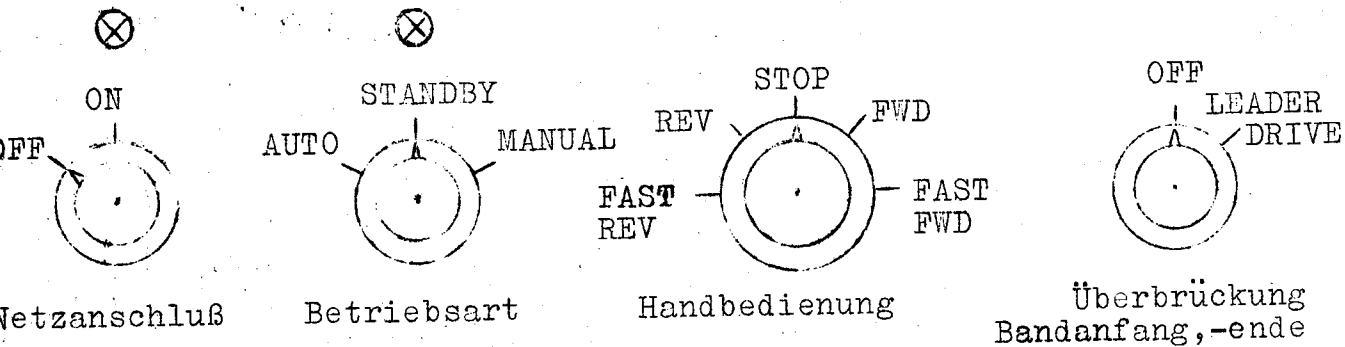 ON
OFF
Netzanschluß
STANDBY
AUTO
MANUAL
Betriebsart
STOP
REV
FWD
FAST
REV
FAST
FWD
Handbedienung
OFF
LEADER
DRIVE
Überbrückung
Bandanfang,-ende